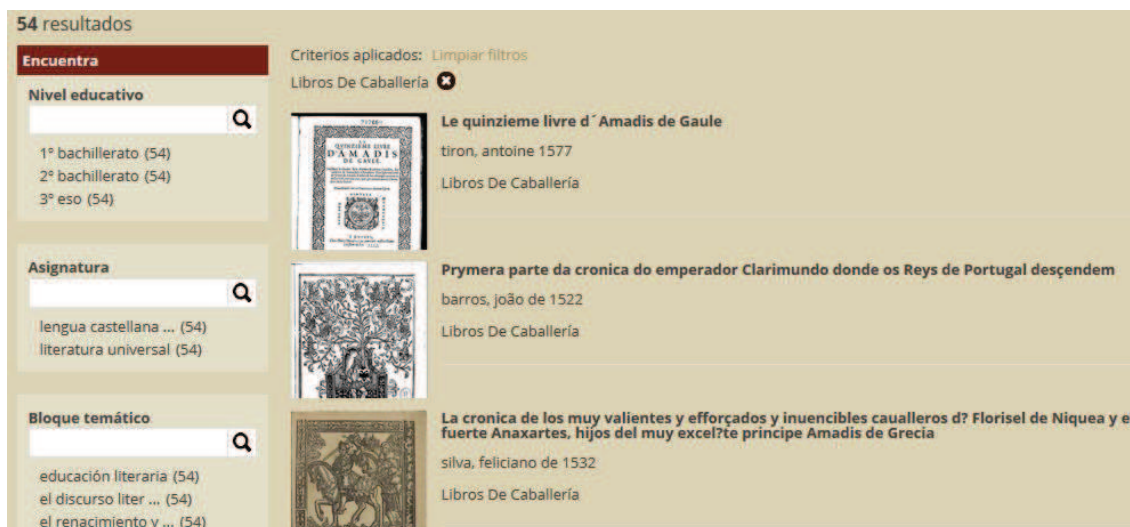 54 resultados
Encuentra
Nivel educativo
1º bachillerato (54)
2º bachillerato (54)
3º eso (54)
Asignatura
lengua castellana ... (54)
literatura universal (54)
Bloque temático
educación literaria (54)
el discurso liter ... (54)
el renacimiento y ... (54)
Criterios aplicados: Limpiar filtros
Libros De Caballería
QUINZIEME LIVRE
D'AMADIS
DE GAULE.
Le quinzieme livre d´Amadis de Gaule
tiron, antoine 1577
Libros De Caballería
Prymera parte da cronica do emperador Clarimundo donde os Reys de Portugal desçendem
barros, joão de 1522
Libros De Caballería
La cronica de los muy valientes y efforçados y inuencibles caualleros d? Florisel de Niquea y e
fuerte Anaxartes, hijos del muy excel?te principe Amadis de Grecia
silva, feliciano de 1532
Libros De Caballería